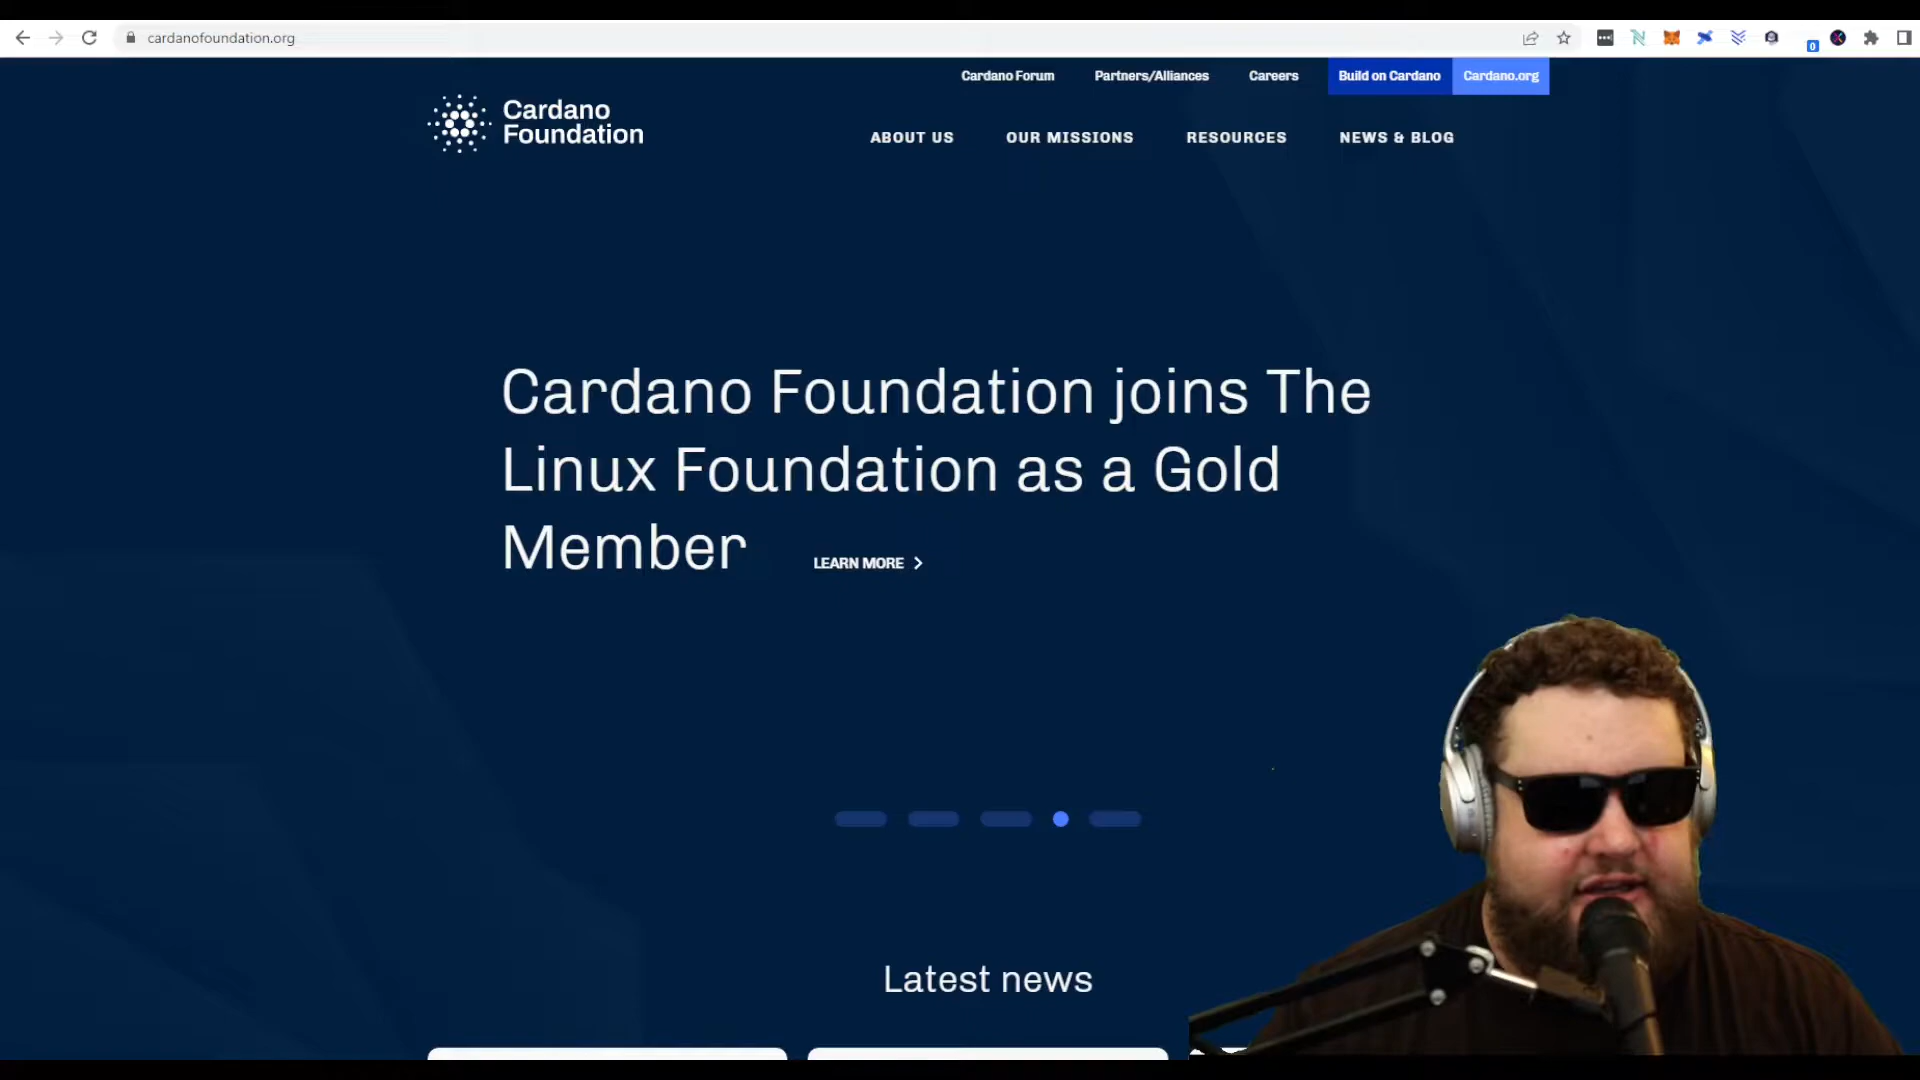 cardanofoundation.org
0
Cardano Forum
Partners/Alliances
Careers
Build on Cardano
Cardano.org
Cardano
Foundation
ABOUT US
OUR MISSIONS
RESOURCES
NEWS & BLOG
Cardano Foundation joins The
Linux Foundation as a Gold
Member
LEARN MORE
Latest news